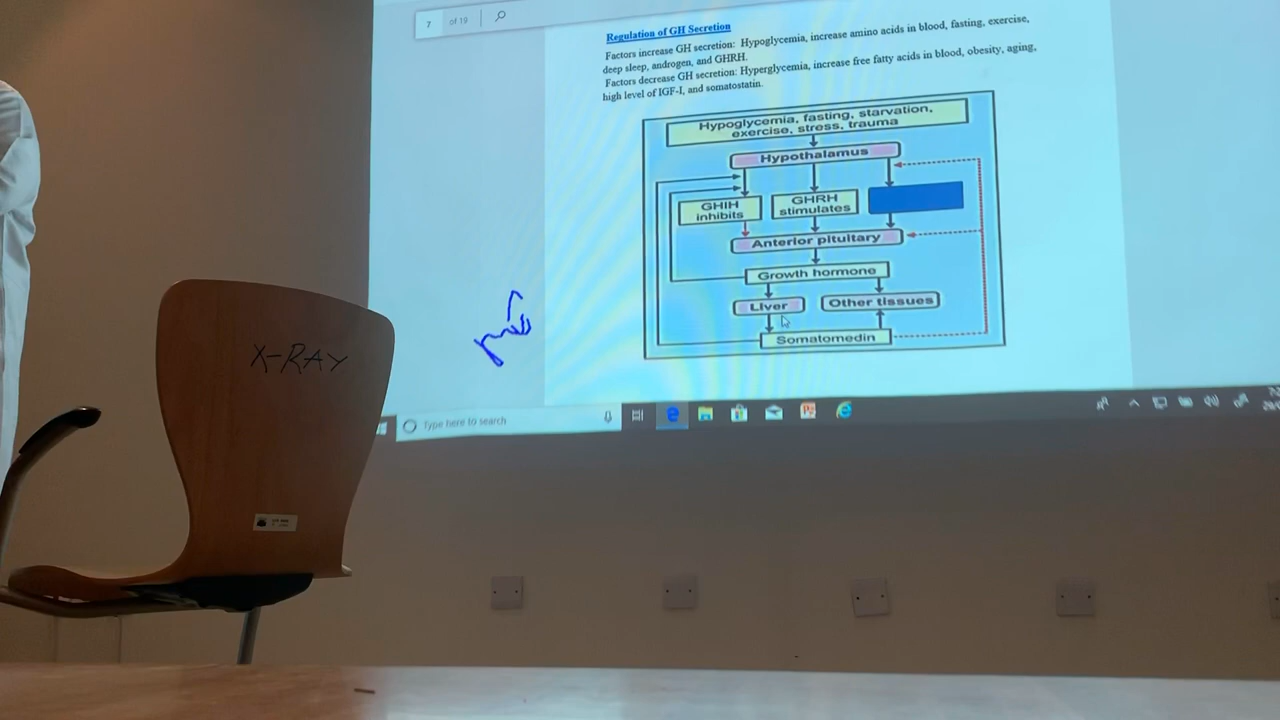 7 of 19
Regulation of GH Secretion
Factors increase GH secretion: Hypoglycemia, increase amino acids in blood, fasting, exercise,
deep sleep, androgen, and GHRH.
Factors decrease GH secretion: Hyperglycemia, increase free fatty acids in blood, obesity, aging,
high level of IGF-I, and somatostatin.
Hypoglycemia, fasting, starvation,
exercise, stress, trauma
Hypothalamus
GHIH
inhibits
GHRH
stimulates
Anterior pituitary
Growth hormone
Liver
Other tissues
Somatomedin
Type here to search
X-RAY